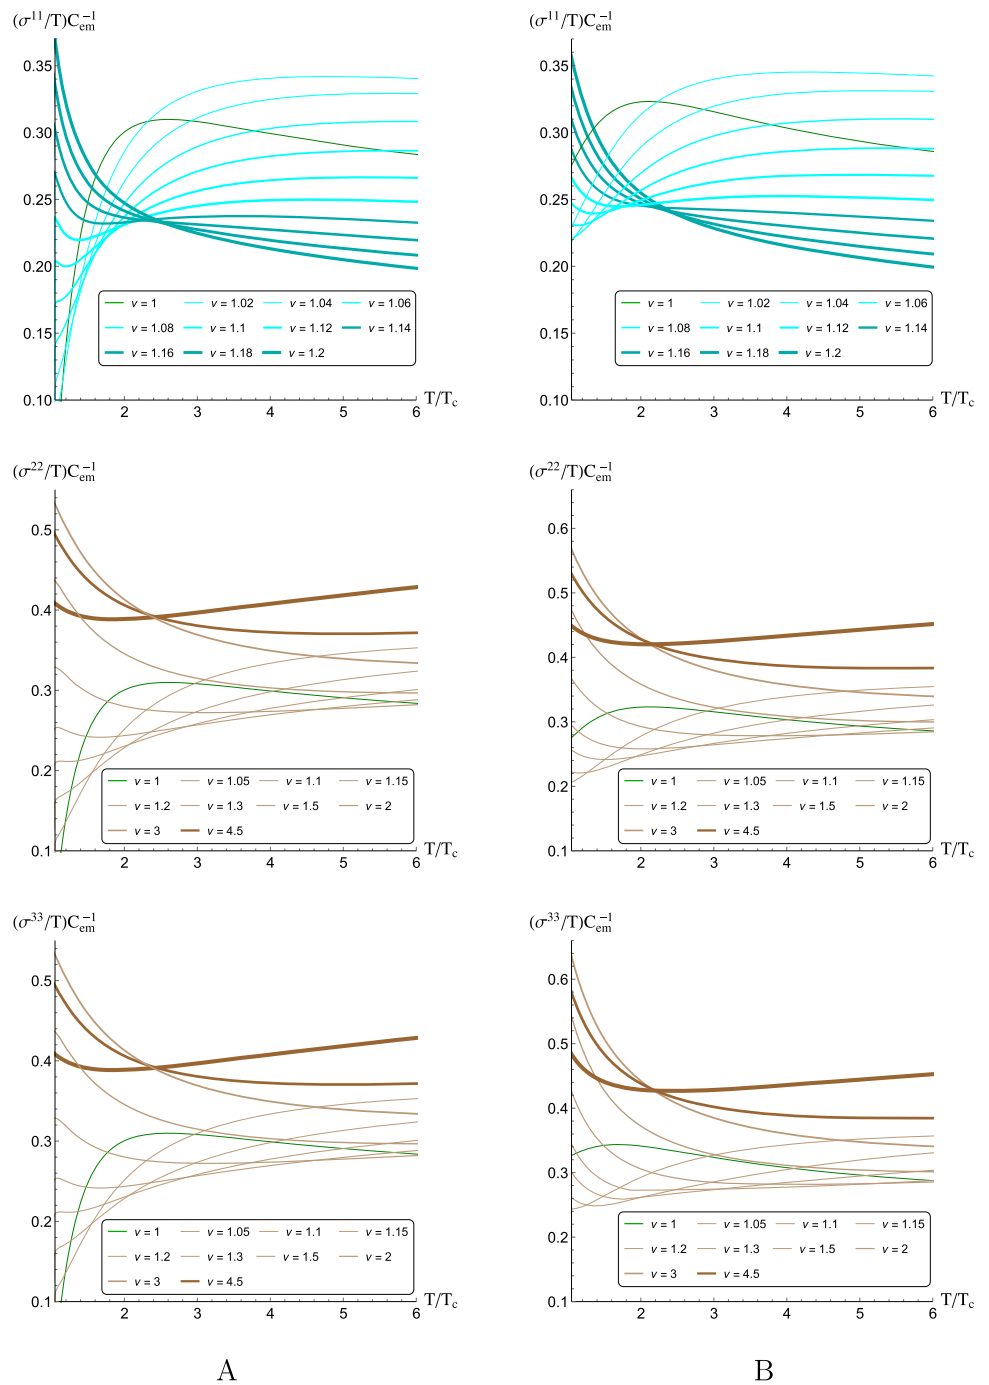 (σ¹¹/T)C_em⁻¹
0.35
0.30
0.25
0.20
0.15
0.10
2 3 4 5 6
T/T_c
ν = 1 ν = 1.02 ν = 1.04 ν = 1.06
ν = 1.08 ν = 1.1 ν = 1.12 ν = 1.14
ν = 1.16 ν = 1.18 ν = 1.2
(σ¹¹/T)C_em⁻¹
0.35
0.30
0.25
0.20
0.15
0.10
2 3 4 5 6
T/T_c
ν = 1 ν = 1.02 ν = 1.04 ν = 1.06
ν = 1.08 ν = 1.1 ν = 1.12 ν = 1.14
ν = 1.16 ν = 1.18 ν = 1.2
(σ²²/T)C_em⁻¹
0.5
0.4
0.3
0.2
0.1
2 3 4 5 6
T/T_c
ν = 1 ν = 1.05 ν = 1.1 ν = 1.15
ν = 1.2 ν = 1.3 ν = 1.5 ν = 2
ν = 3 ν = 4.5
(σ²²/T)C_em⁻¹
0.6
0.5
0.4
0.3
0.2
0.1
2 3 4 5 6
T/T_c
ν = 1 ν = 1.05 ν = 1.1 ν = 1.15
ν = 1.2 ν = 1.3 ν = 1.5 ν = 2
ν = 3 ν = 4.5
(σ³³/T)C_em⁻¹
0.5
0.4
0.3
0.2
0.1
2 3 4 5 6
T/T_c
ν = 1 ν = 1.05 ν = 1.1 ν = 1.15
ν = 1.2 ν = 1.3 ν = 1.5 ν = 2
ν = 3 ν = 4.5
(σ³³/T)C_em⁻¹
0.6
0.5
0.4
0.3
0.2
0.1
2 3 4 5 6
T/T_c
ν = 1 ν = 1.05 ν = 1.1 ν = 1.15
ν = 1.2 ν = 1.3 ν = 1.5 ν = 2
ν = 3 ν = 4.5
A
B